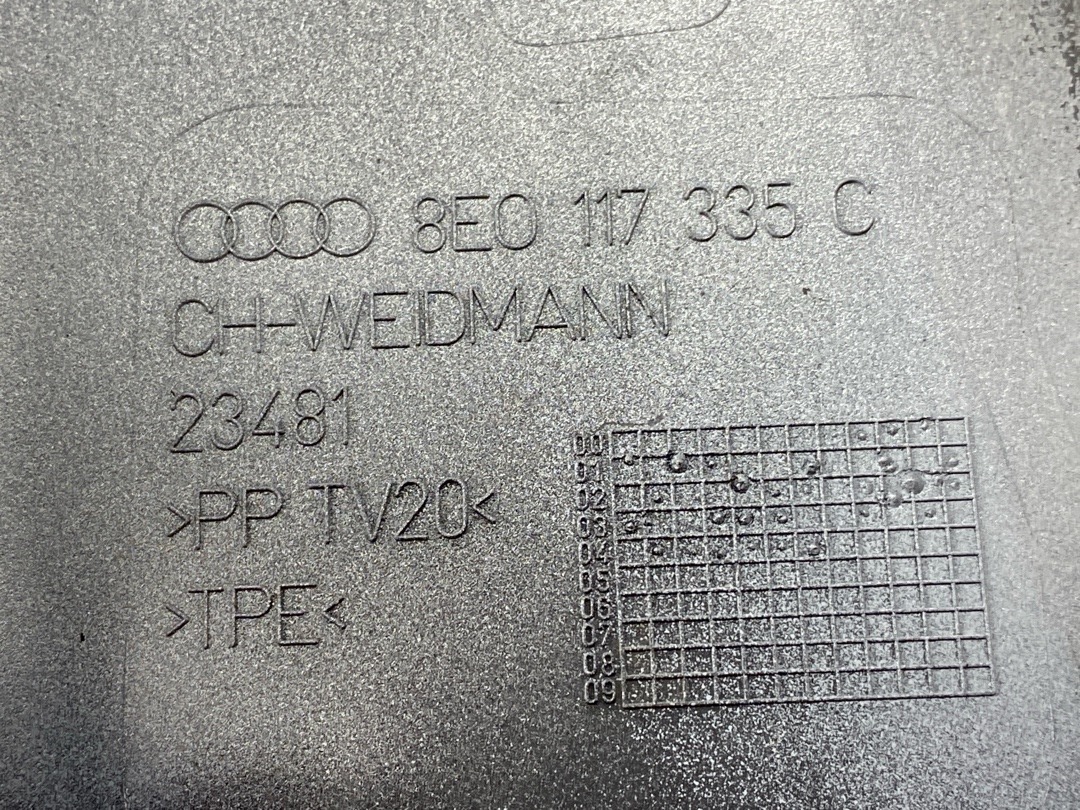 8E0 117 335 C
CH-WEIDMANN
23481
>PP TV20<
>TPE<
00
01
02
03
04
05
06
07
08
09